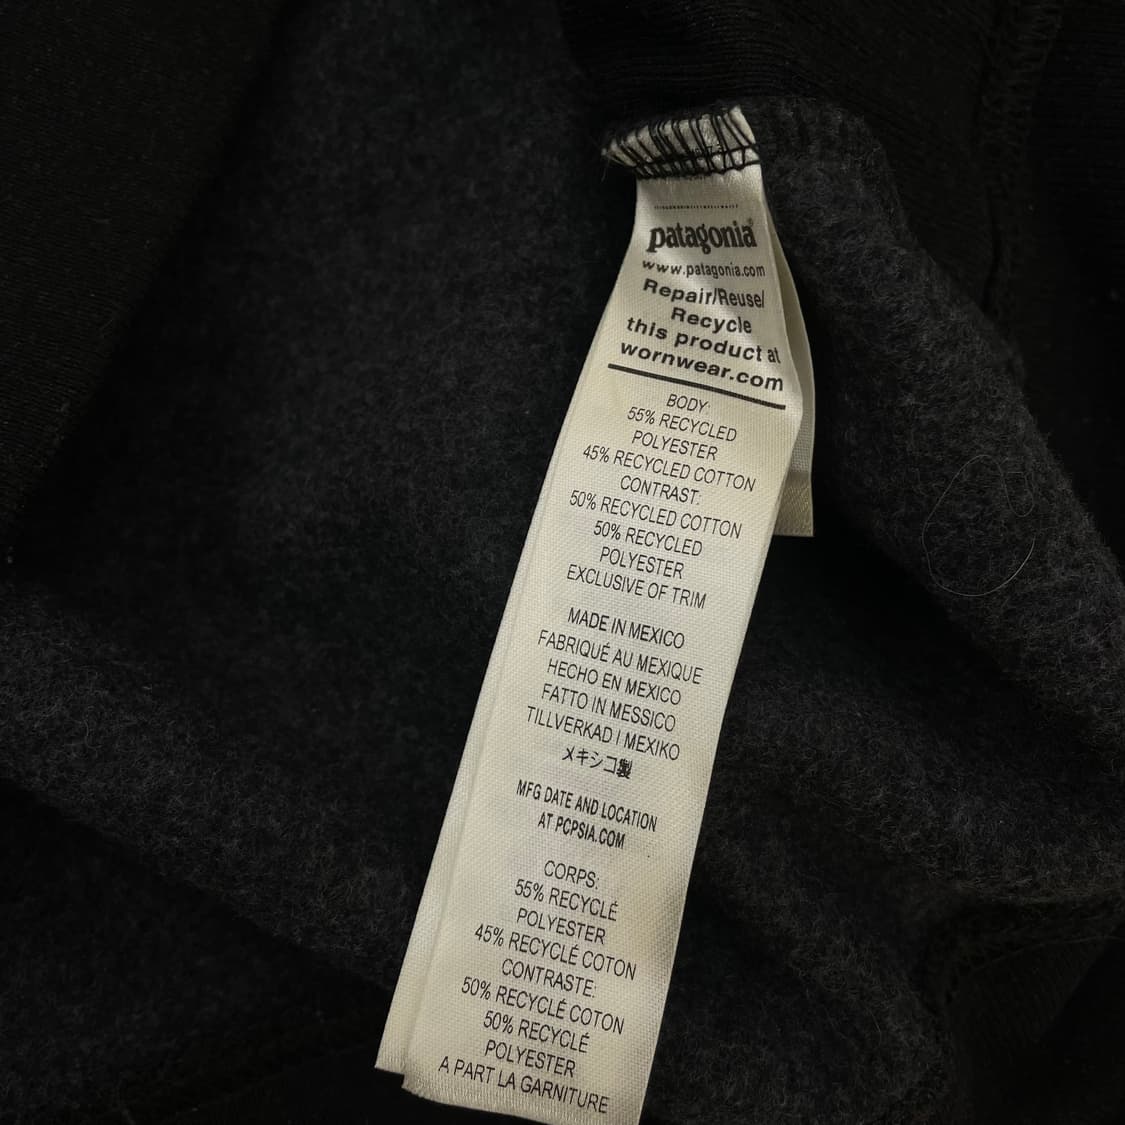 patagonia®
www.patagonia.com
Repair/Reuse/
Recycle
this product at
wornwear.com
BODY:
55% RECYCLED
POLYESTER
45% RECYCLED COTTON
CONTRAST:
50% RECYCLED COTTON
50% RECYCLED
POLYESTER
EXCLUSIVE OF TRIM
MADE IN MEXICO
FABRIQUÉ AU MEXIQUE
HECHO EN MEXICO
FATTO IN MESSICO
TILLVERKAD I MEXIKO
メキシコ製
MFG DATE AND LOCATION
AT PCPSIA.COM
CORPS:
55% RECYCLÉ
POLYESTER
45% RECYCLÉ COTON
CONTRASTE:
50% RECYCLÉ COTON
50% RECYCLÉ
POLYESTER
A PART LA GARNITURE